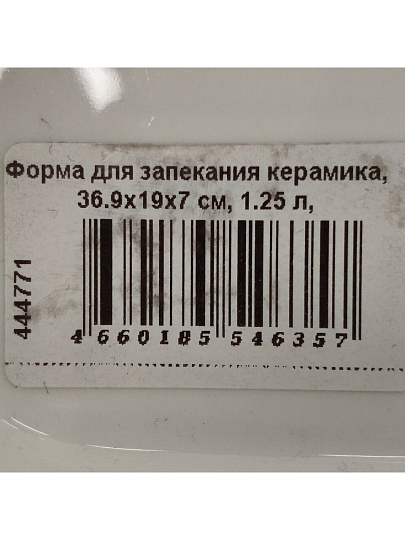 Форма для запекания керамика,
36.9x19x7 см, 1.25 л,
444771
4 660185 546357